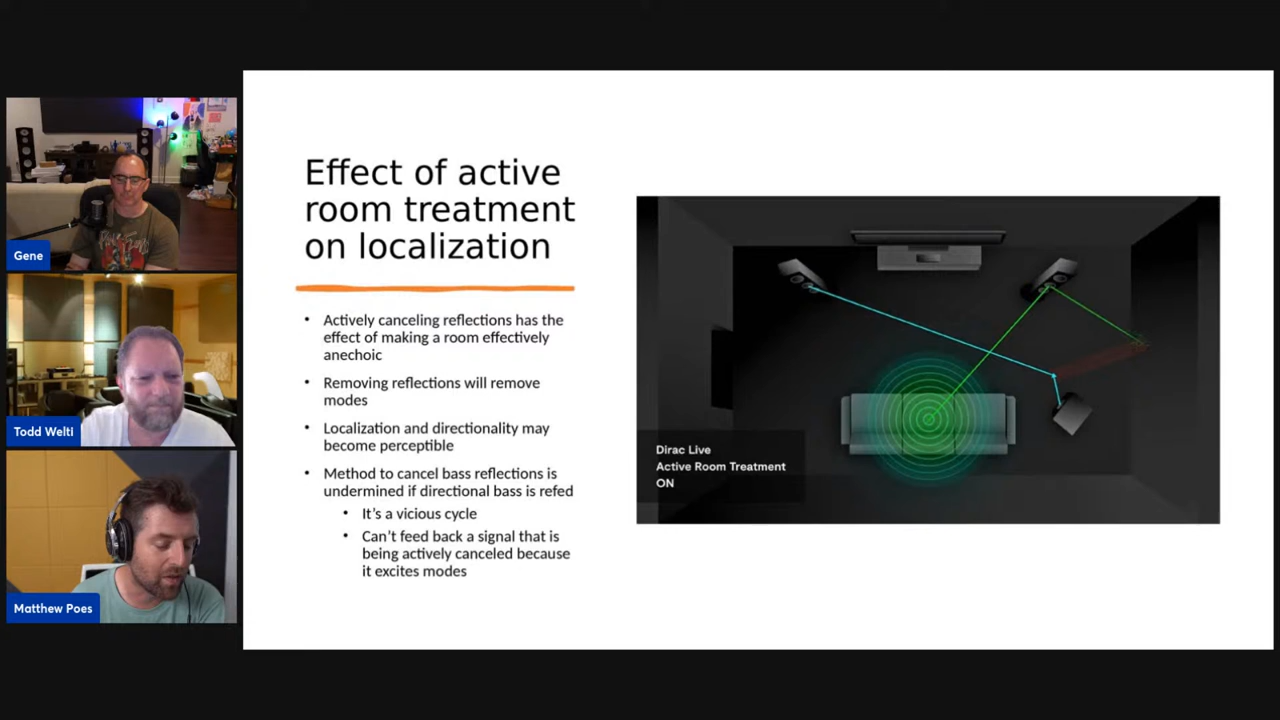 Gene
Todd Welti
Matthew Poes
Effect of active
room treatment
on localization
• Actively canceling reflections has the
effect of making a room effectively
anechoic
• Removing reflections will remove
modes
• Localization and directionality may
become perceptible
• Method to cancel bass reflections is
undermined if directional bass is refed
• It's a vicious cycle
• Can't feed back a signal that is
being actively canceled because
it excites modes
Dirac Live
Active Room Treatment
ON